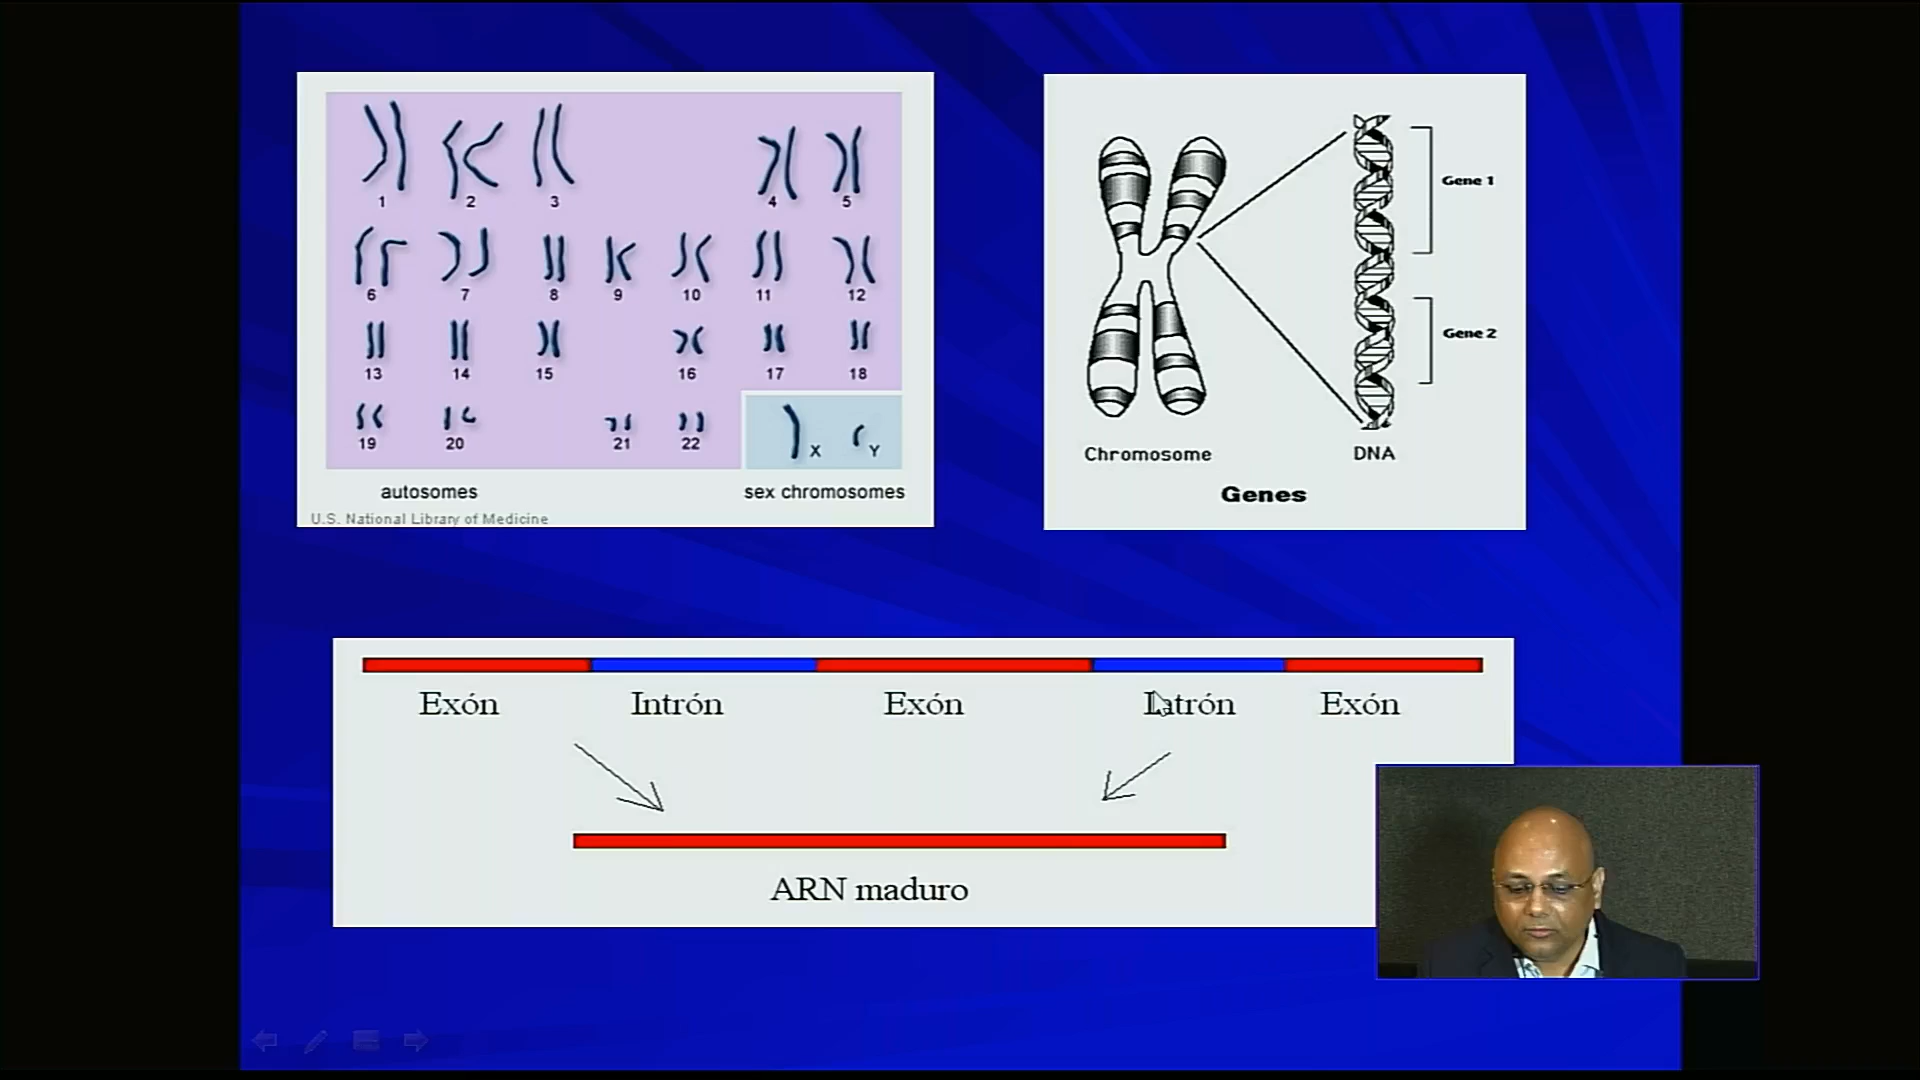 1 2 3 4 5
6 7 8 9 10 11 12
13 14 15 16 17 18
19 20 21 22 X Y
autosomes sex chromosomes
U.S. National Library of Medicine
Gene 1
Gene 2
Chromosome DNA
Genes
Exón Intrón Exón Intrón Exón
ARN maduro